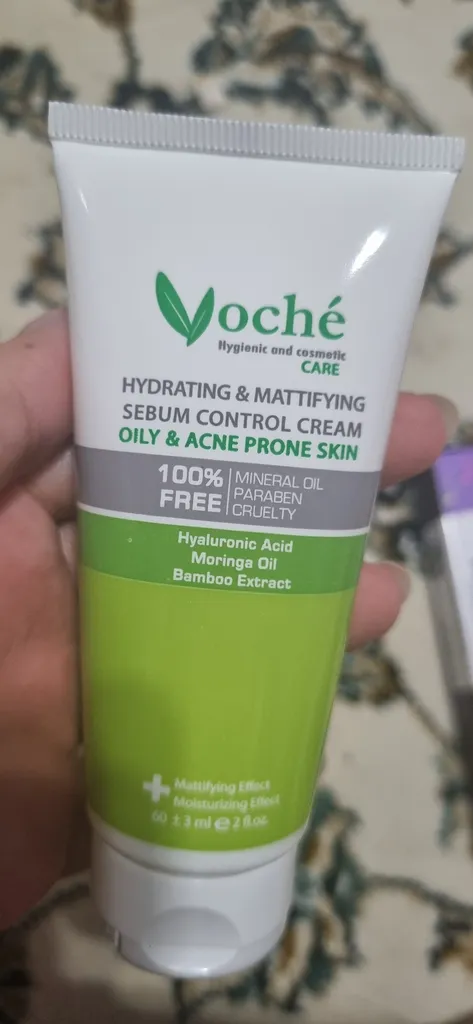 Voché
Hygienic and cosmetic
CARE
HYDRATING & MATTIFYING
SEBUM CONTROL CREAM
OILY & ACNE PRONE SKIN
100% FREE
MINERAL OIL
PARABEN
CRUELTY
Hyaluronic Acid
Moringa Oil
Bamboo Extract
+ Mattifying Effect
Moisturizing Effect
60 ± 3 ml ℮ 2 fl.oz.